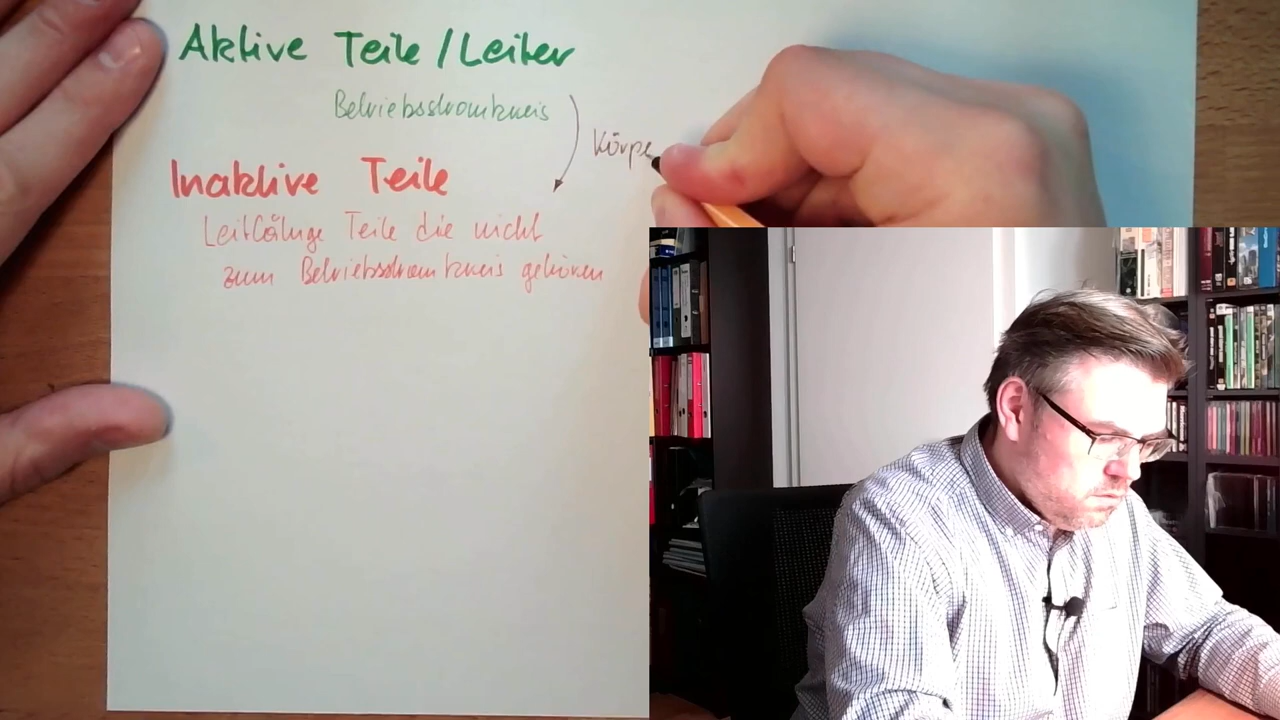 Aktive Teile / Leiter
Betriebsstromkreis
Körpe
Inaktive Teile
Leitfähige Teile die nicht
zum Betriebsstromkreis gehören